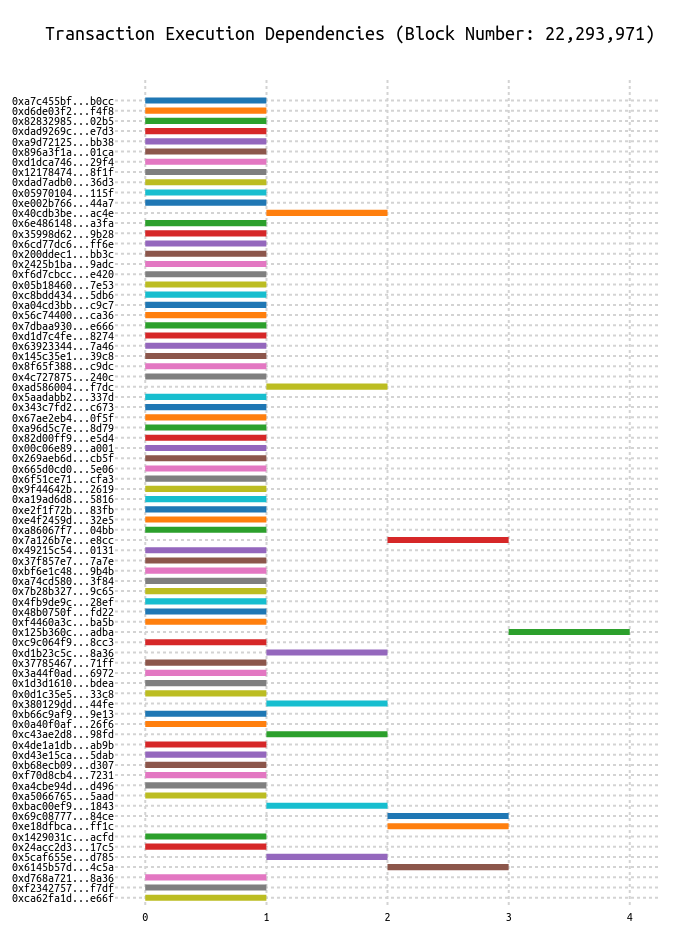 Transaction Execution Dependencies (Block Number: 22,293,971)
0xa7c455bf...b0cc
0xd6de03f2...f4f8
0x82832985...02b5
0xdad9269c...e7d3
0xa9d72125...bb38
0x896a3f1a...01ca
0xd1dca746...29f4
0x12178474...8f1f
0xdad7adb0...36d3
0x05970104...115f
0xe002b766...44a7
0x40cdb3be...ac4e
0x6e486148...a3fa
0x35998d62...9b28
0x6cd77dc6...ff6e
0x200ddec1...bb3c
0x2425b1ba...9adc
0xf6d7cbcc...e420
0x05b18460...7e53
0xc8bdd434...5db6
0xa04cd3bb...c9c7
0x56c74400...ca36
0x7dbaa930...e666
0xd1d7c4fe...8274
0x63923344...7a46
0x145c35e1...39c8
0x8f65f388...c9dc
0x4c727875...240c
0xad586004...f7dc
0x5aadabb2...337d
0x343c7fd2...c673
0x67ae2eb4...0f5f
0xa96d5c7e...8d79
0x82d00ff9...e5d4
0x00c06e89...a001
0x269aeb6d...cb5f
0x665d0cd0...5e06
0x6f51ce71...cfa3
0x9f44642b...2619
0xa19ad6d8...5816
0xe2f1f72b...83fb
0xe4f2459d...32e5
0xa86067f7...04bb
0x7a126b7e...e8cc
0x49215c54...0131
0x37f857e7...7a7e
0xbf6e1c48...9b4b
0xa74cd580...3f84
0x7b28b327...9c65
0x4fb9de9c...28ef
0x48b0750f...fd22
0xf4460a3c...ba5b
0x125b360c...adba
0xc9c064f9...8cc3
0xd1b23c5c...8a36
0x37785467...71ff
0x3a44f0ad...6972
0x1d3d1610...bdea
0x0d1c35e5...33c8
0x380129dd...44fe
0xb66c9af9...9e13
0x0a40f0af...26f6
0xc43ae2d8...98fd
0x4de1a1db...ab9b
0xd43e15ca...5dab
0xb68ecb09...d307
0xf70d8cb4...7231
0xa4cbe94d...d496
0xa5066765...5aad
0xbac00ef9...1843
0x69c08777...84ce
0xe18dfbca...ff1c
0x1429031c...acfd
0x24acc2d3...17c5
0x5caf655e...d785
0x6145b57d...4c5a
0xd768a721...8a36
0xf2342757...f7df
0xca62fa1d...e66f
0 1 2 3 4